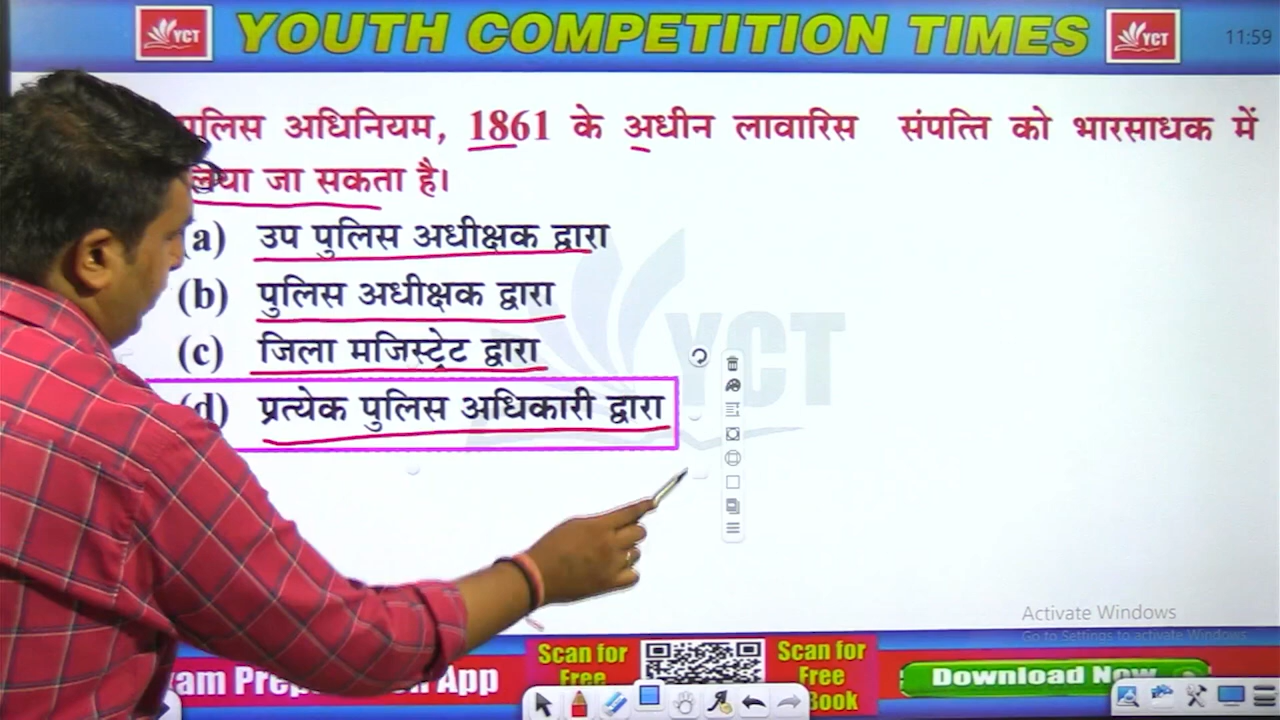 YCT YOUTH COMPETITION TIMES YCT 11:59
पुलिस अधिनियम, 1861 के अधीन लावारिस संपत्ति को भारसाधक में
लिया जा सकता है।
(a) उप पुलिस अधीक्षक द्वारा
(b) पुलिस अधीक्षक द्वारा
(c) जिला मजिस्ट्रेट द्वारा
(d) प्रत्येक पुलिस अधिकारी द्वारा
YCT
Activate Windows
Go to Settings to activate Windows.
Scan for Free
Scan for Free Book
App
Download Now